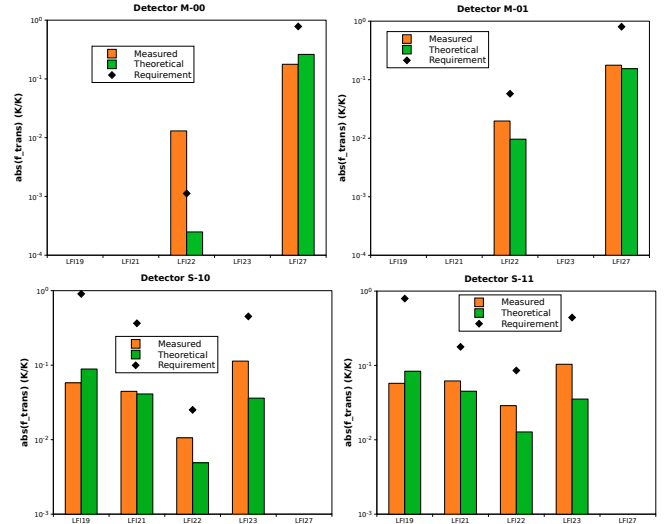 Detector M-00
abs(f_trans) (K/K)
10^0
10^-1
10^-2
10^-3
10^-4
Measured
Theoretical
Requirement
LFI19 LFI21 LFI22 LFI23 LFI27
Detector M-01
abs(f_trans) (K/K)
10^0
10^-1
10^-2
10^-3
10^-4
Measured
Theoretical
Requirement
LFI19 LFI21 LFI22 LFI23 LFI27
Detector S-10
abs(f_trans) (K/K)
10^0
10^-1
10^-2
10^-3
Measured
Theoretical
Requirement
LFI19 LFI21 LFI22 LFI23 LFI27
Detector S-11
abs(f_trans) (K/K)
10^0
10^-1
10^-2
10^-3
Measured
Theoretical
Requirement
LFI19 LFI21 LFI22 LFI23 LFI27